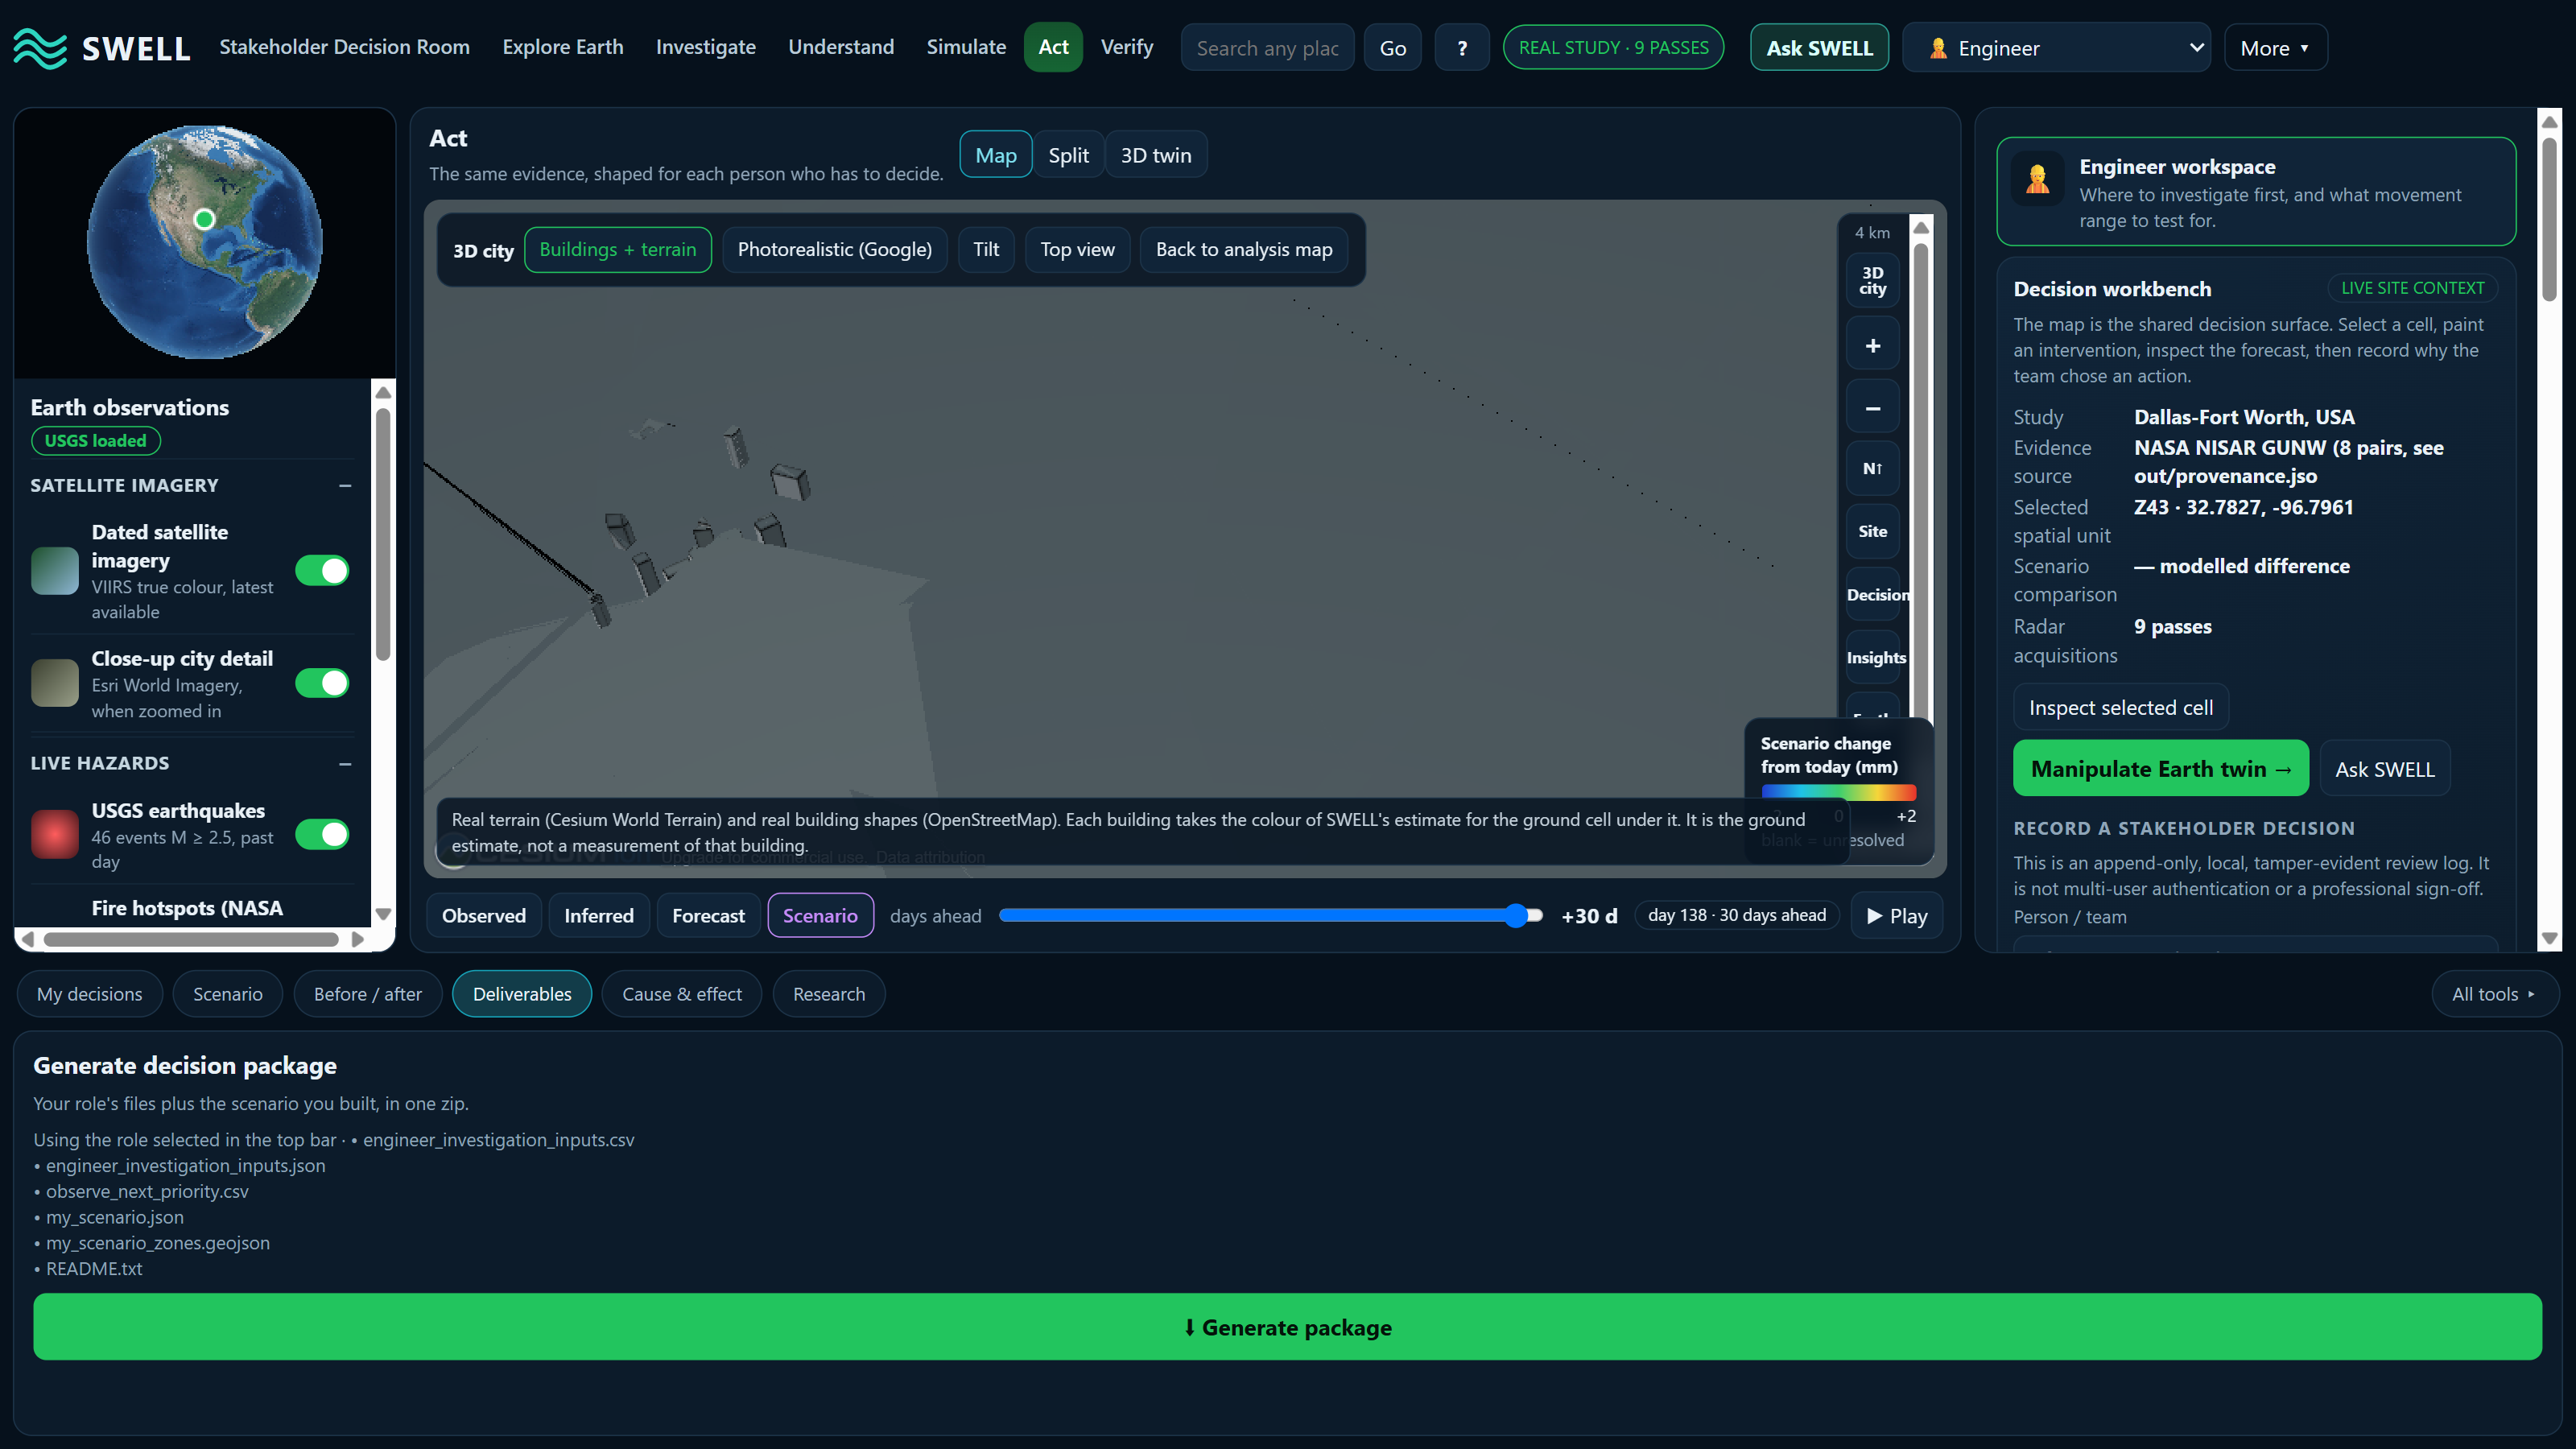 SWELL
Stakeholder Decision Room
Explore Earth
Investigate
Understand
Simulate
Act
Verify
Search any plac
Go
?
REAL STUDY · 9 PASSES
Ask SWELL
Engineer
More ▾
Earth observations
USGS loaded
SATELLITE IMAGERY –
Dated satellite
imagery
VIIRS true colour, latest
available
Close-up city detail
Esri World Imagery,
when zoomed in
LIVE HAZARDS –
USGS earthquakes
46 events M ≥ 2.5, past
day
Fire hotspots (NASA
Act
The same evidence, shaped for each person who has to decide.
Map
Split
3D twin
3D city
Buildings + terrain
Photorealistic (Google)
Tilt
Top view
Back to analysis map
4 km
3D
city
+
–
N↑
Site
Decision
Insights
Scenario change
from today (mm)
0
+2
blank = unresolved
Real terrain (Cesium World Terrain) and real building shapes (OpenStreetMap). Each building takes the colour of SWELL's estimate for the ground cell under it. It is the ground
estimate, not a measurement of that building.
Upgrade for commercial use. Data attribution
Observed
Inferred
Forecast
Scenario
days ahead
+30 d
day 138 · 30 days ahead
▶ Play
Engineer workspace
Where to investigate first, and what movement
range to test for.
Decision workbench
LIVE SITE CONTEXT
The map is the shared decision surface. Select a cell, paint
an intervention, inspect the forecast, then record why the
team chose an action.
Study Dallas-Fort Worth, USA
Evidence NASA NISAR GUNW (8 pairs, see
source out/provenance.jso
Selected Z43 · 32.7827, -96.7961
spatial unit
Scenario — modelled difference
comparison
Radar 9 passes
acquisitions
Inspect selected cell
Manipulate Earth twin →
Ask SWELL
RECORD A STAKEHOLDER DECISION
This is an append-only, local, tamper-evident review log. It
is not multi-user authentication or a professional sign-off.
Person / team
My decisions
Scenario
Before / after
Deliverables
Cause & effect
Research
All tools ▸
Generate decision package
Your role's files plus the scenario you built, in one zip.
Using the role selected in the top bar · • engineer_investigation_inputs.csv
• engineer_investigation_inputs.json
• observe_next_priority.csv
• my_scenario.json
• my_scenario_zones.geojson
• README.txt
⬇ Generate package